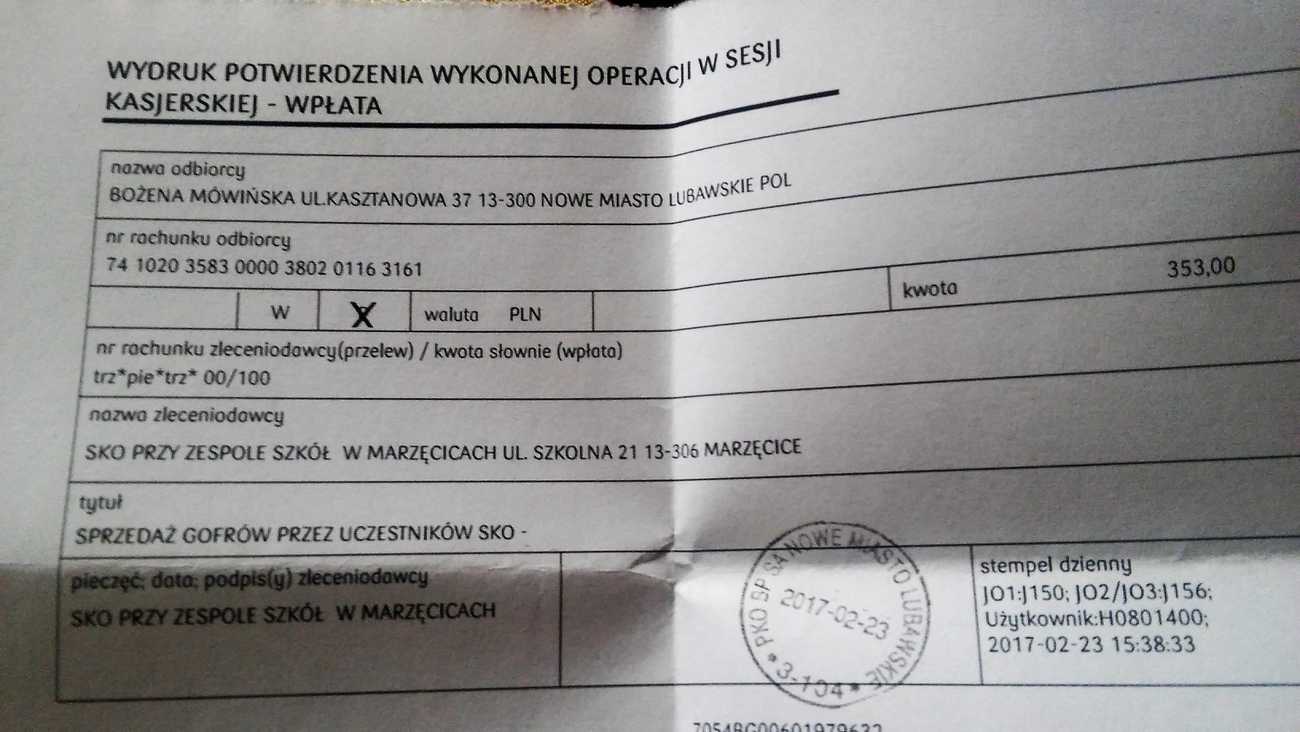 WYDRUK POTWIERDZENIA WYKONANEJ OPERACJI W SESJI
KASJERSKIEJ - WPŁATA
nazwa odbiorcy
BOŻENA MÓWIŃSKA UL.KASZTANOWA 37 13-300 NOWE MIASTO LUBAWSKIE POL
nr rachunku odbiorcy
74 1020 3583 0000 3802 0116 3161
W X waluta PLN kwota 353,00
nr rachunku zleceniodawcy(przelew) / kwota słownie (wpłata)
trz*pie*trz* 00/100
nazwa zleceniodawcy
SKO PRZY ZESPOLE SZKÓŁ W MARZĘCICACH UL. SZKOLNA 21 13-306 MARZĘCICE
tytuł
SPRZEDAŻ GOFRÓW PRZEZ UCZESTNIKÓW SKO -
pieczęć; data; podpis(y) zleceniodawcy
SKO PRZY ZESPOLE SZKÓŁ W MARZĘCICACH
PKO BP SA NOWE MIASTO LUBAWSKIE
2017-02-23
* 3-104 *
stempel dzienny
JO1:J150; JO2/JO3:J156;
Użytkownik:H0801400;
2017-02-23 15:38:33